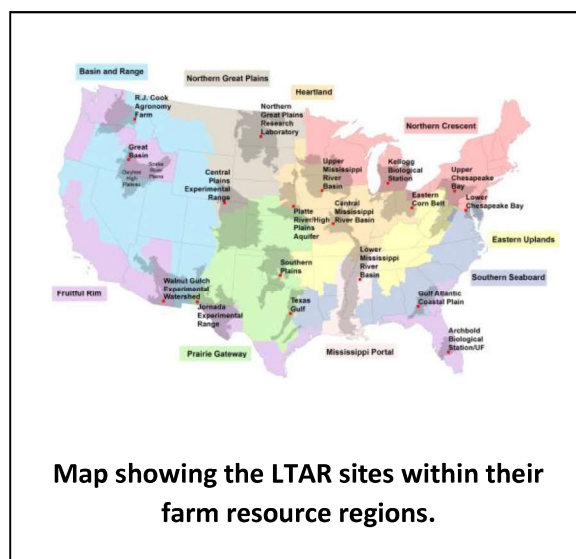 Basin and Range
Northern Great Plains
Heartland
Northern Crescent
R.J. Cook
Agronomy
Farm
Northern
Great Plains
Research
Laboratory
Great
Basin
Owyhee
High
Plateau
Snake
River
Plains
Central
Plains
Experimental
Range
Upper
Mississippi
River
Basin
Kellogg
Biological
Station
Upper
Chesapeake
Bay
Lower
Chesapeake Bay
Eastern
Corn Belt
Platte
River/High
Plains
Aquifer
Central
Mississippi
River Basin
Lower
Mississippi
River
Basin
Eastern Uplands
Southern
Plains
Southern Seaboard
Fruitful Rim
Walnut Gulch
Experimental
Watershed
Jornada
Experimental
Range
Texas
Gulf
Gulf Atlantic
Coastal Plain
Archbold
Biological
Station/UF
Prairie Gateway
Mississippi Portal
Map showing the LTAR sites within their
farm resource regions.